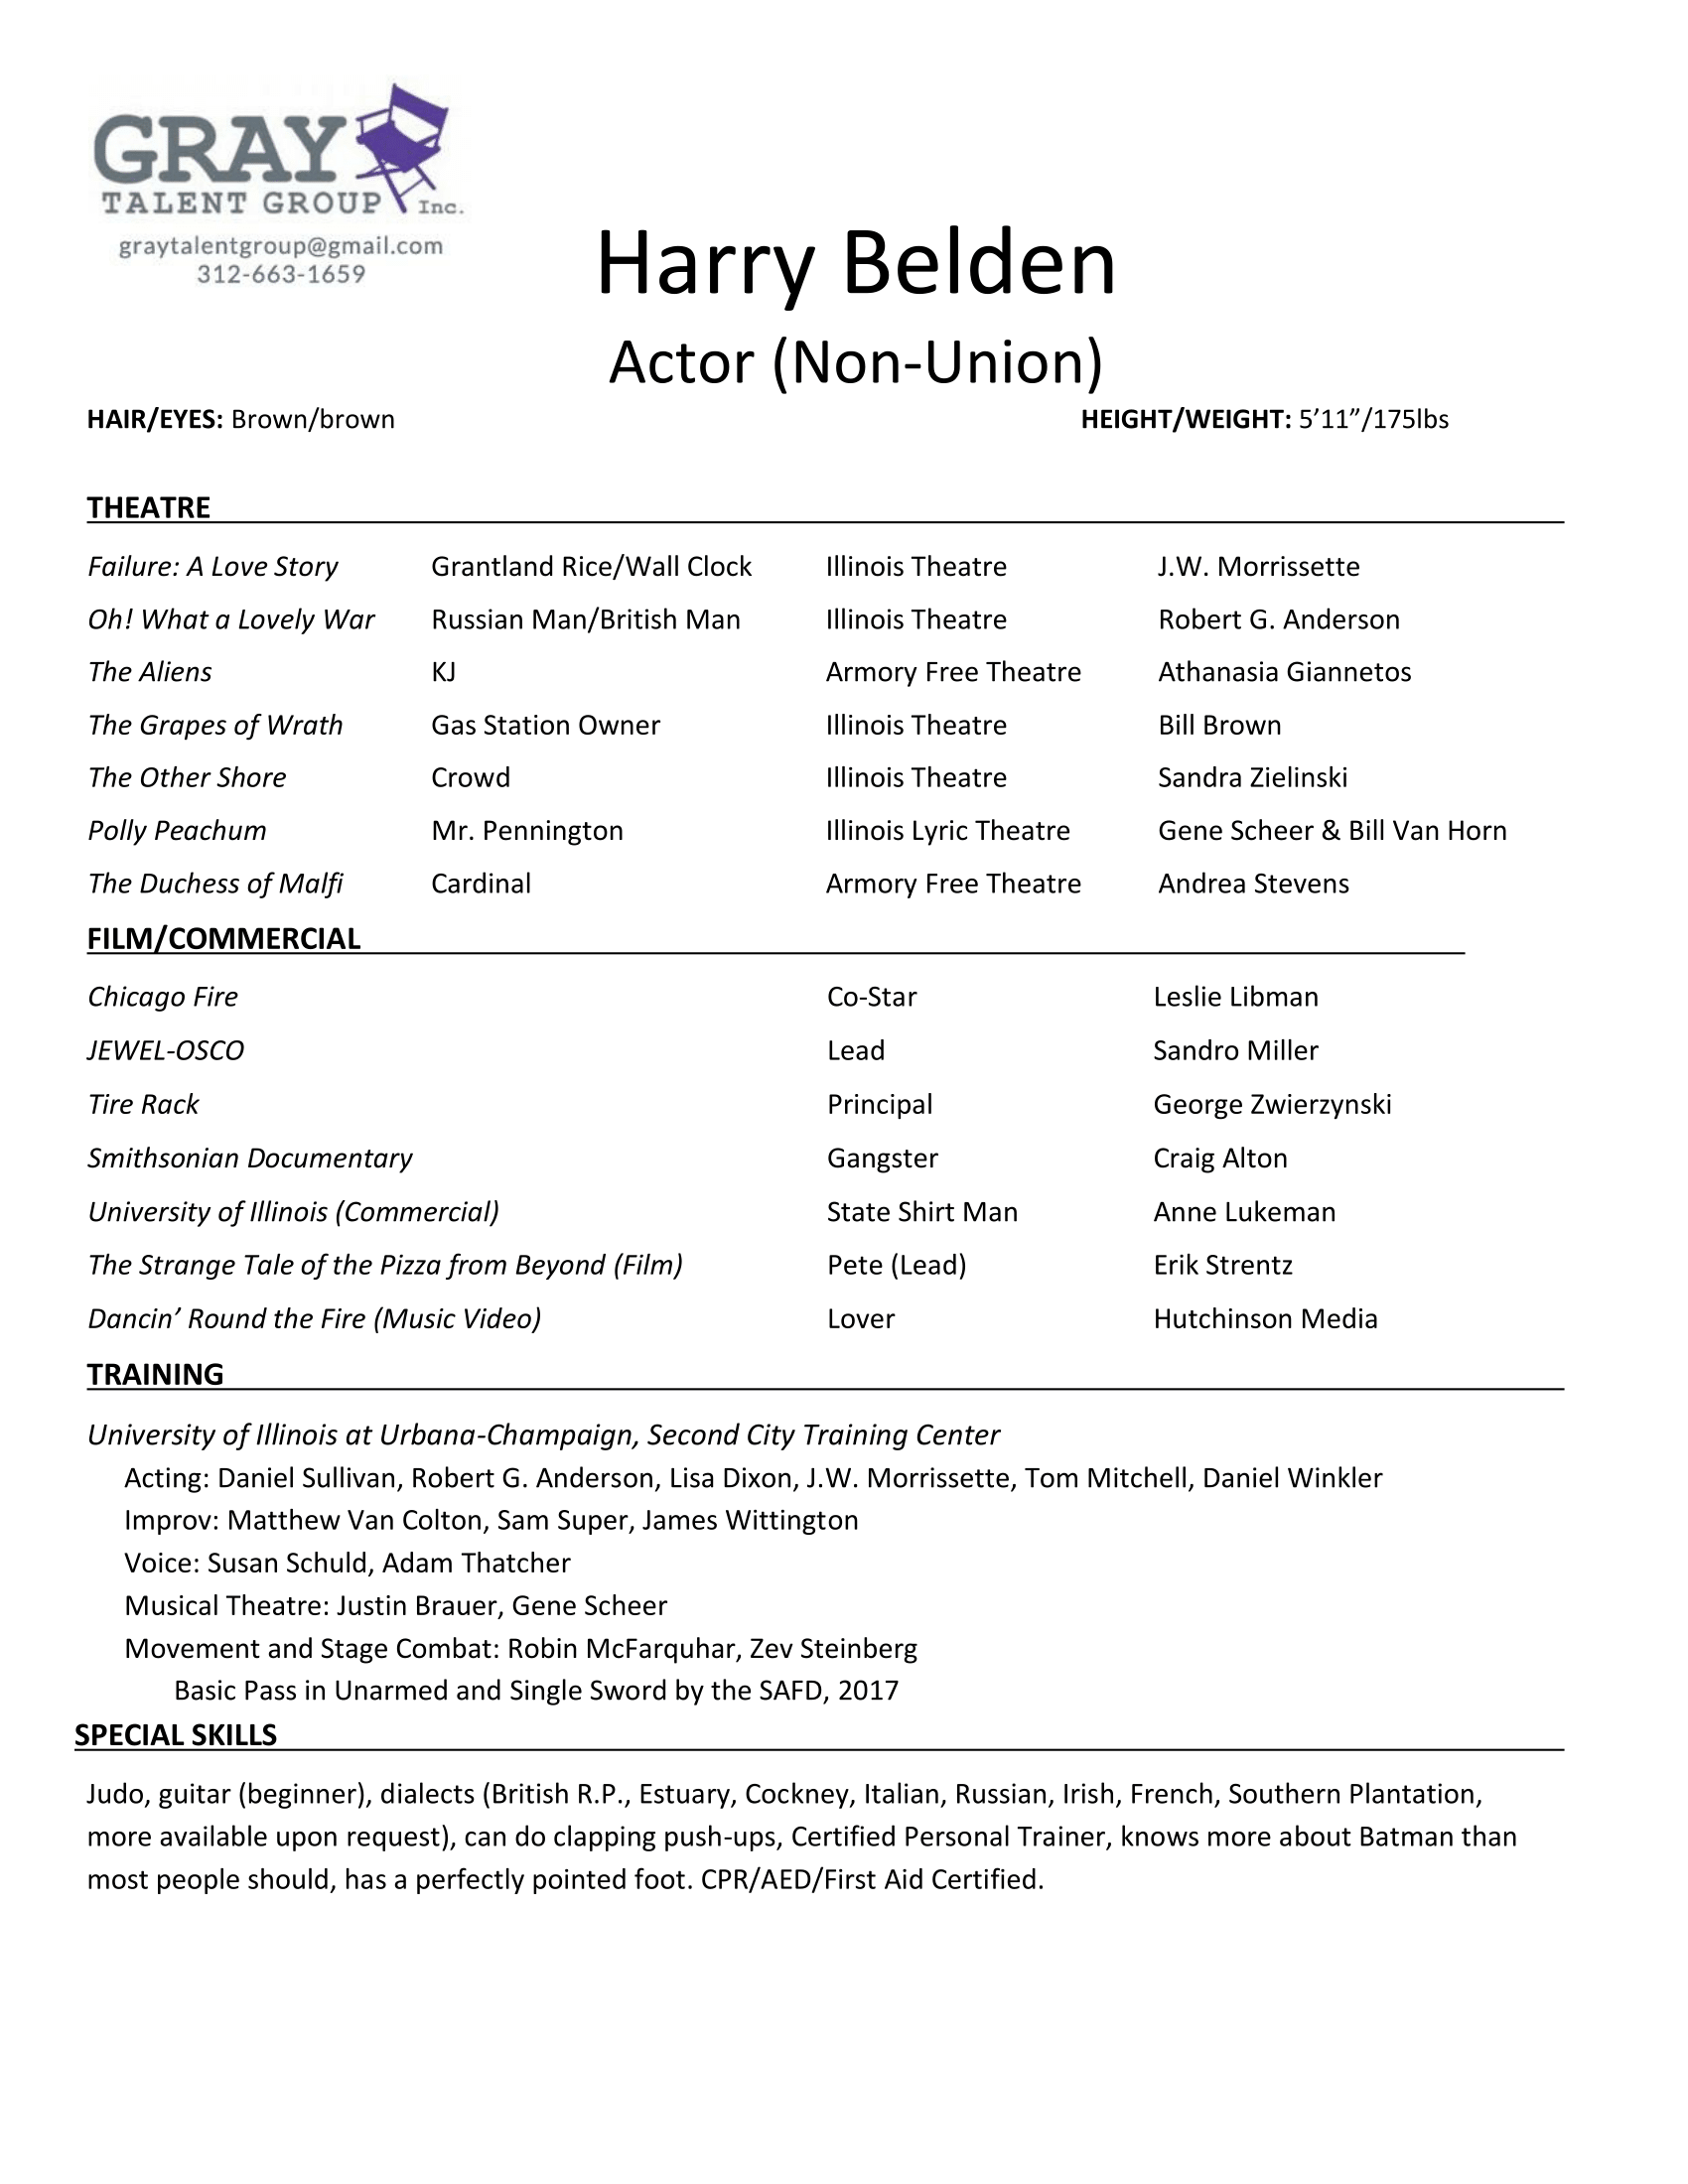 GRAY
TALENT GROUP Inc.
graytalentgroup@gmail.com
312-663-1659
Harry Belden
Actor (Non-Union)
HAIR/EYES: Brown/brown HEIGHT/WEIGHT: 5’11”/175lbs
THEATRE
Failure: A Love Story Grantland Rice/Wall Clock Illinois Theatre J.W. Morrissette
Oh! What a Lovely War Russian Man/British Man Illinois Theatre Robert G. Anderson
The Aliens KJ Armory Free Theatre Athanasia Giannetos
The Grapes of Wrath Gas Station Owner Illinois Theatre Bill Brown
The Other Shore Crowd Illinois Theatre Sandra Zielinski
Polly Peachum Mr. Pennington Illinois Lyric Theatre Gene Scheer & Bill Van Horn
The Duchess of Malfi Cardinal Armory Free Theatre Andrea Stevens
FILM/COMMERCIAL
Chicago Fire Co-Star Leslie Libman
JEWEL-OSCO Lead Sandro Miller
Tire Rack Principal George Zwierzynski
Smithsonian Documentary Gangster Craig Alton
University of Illinois (Commercial) State Shirt Man Anne Lukeman
The Strange Tale of the Pizza from Beyond (Film) Pete (Lead) Erik Strentz
Dancin’ Round the Fire (Music Video) Lover Hutchinson Media
TRAINING
University of Illinois at Urbana-Champaign, Second City Training Center
Acting: Daniel Sullivan, Robert G. Anderson, Lisa Dixon, J.W. Morrissette, Tom Mitchell, Daniel Winkler
Improv: Matthew Van Colton, Sam Super, James Wittington
Voice: Susan Schuld, Adam Thatcher
Musical Theatre: Justin Brauer, Gene Scheer
Movement and Stage Combat: Robin McFarquhar, Zev Steinberg
Basic Pass in Unarmed and Single Sword by the SAFD, 2017
SPECIAL SKILLS
Judo, guitar (beginner), dialects (British R.P., Estuary, Cockney, Italian, Russian, Irish, French, Southern Plantation,
more available upon request), can do clapping push-ups, Certified Personal Trainer, knows more about Batman than
most people should, has a perfectly pointed foot. CPR/AED/First Aid Certified.